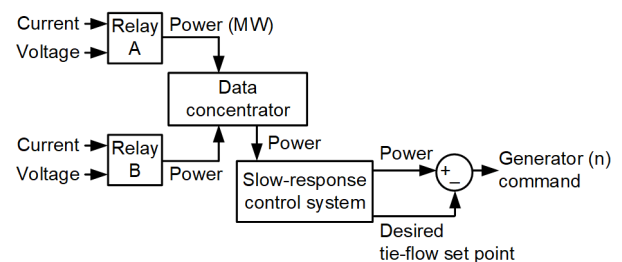 Current
Voltage
Relay
A
Power (MW)
Data
concentrator
Current
Voltage
Relay
B
Power
Power
Slow-response
control system
Power
+
–
Generator (n)
command
Desired
tie-flow set point